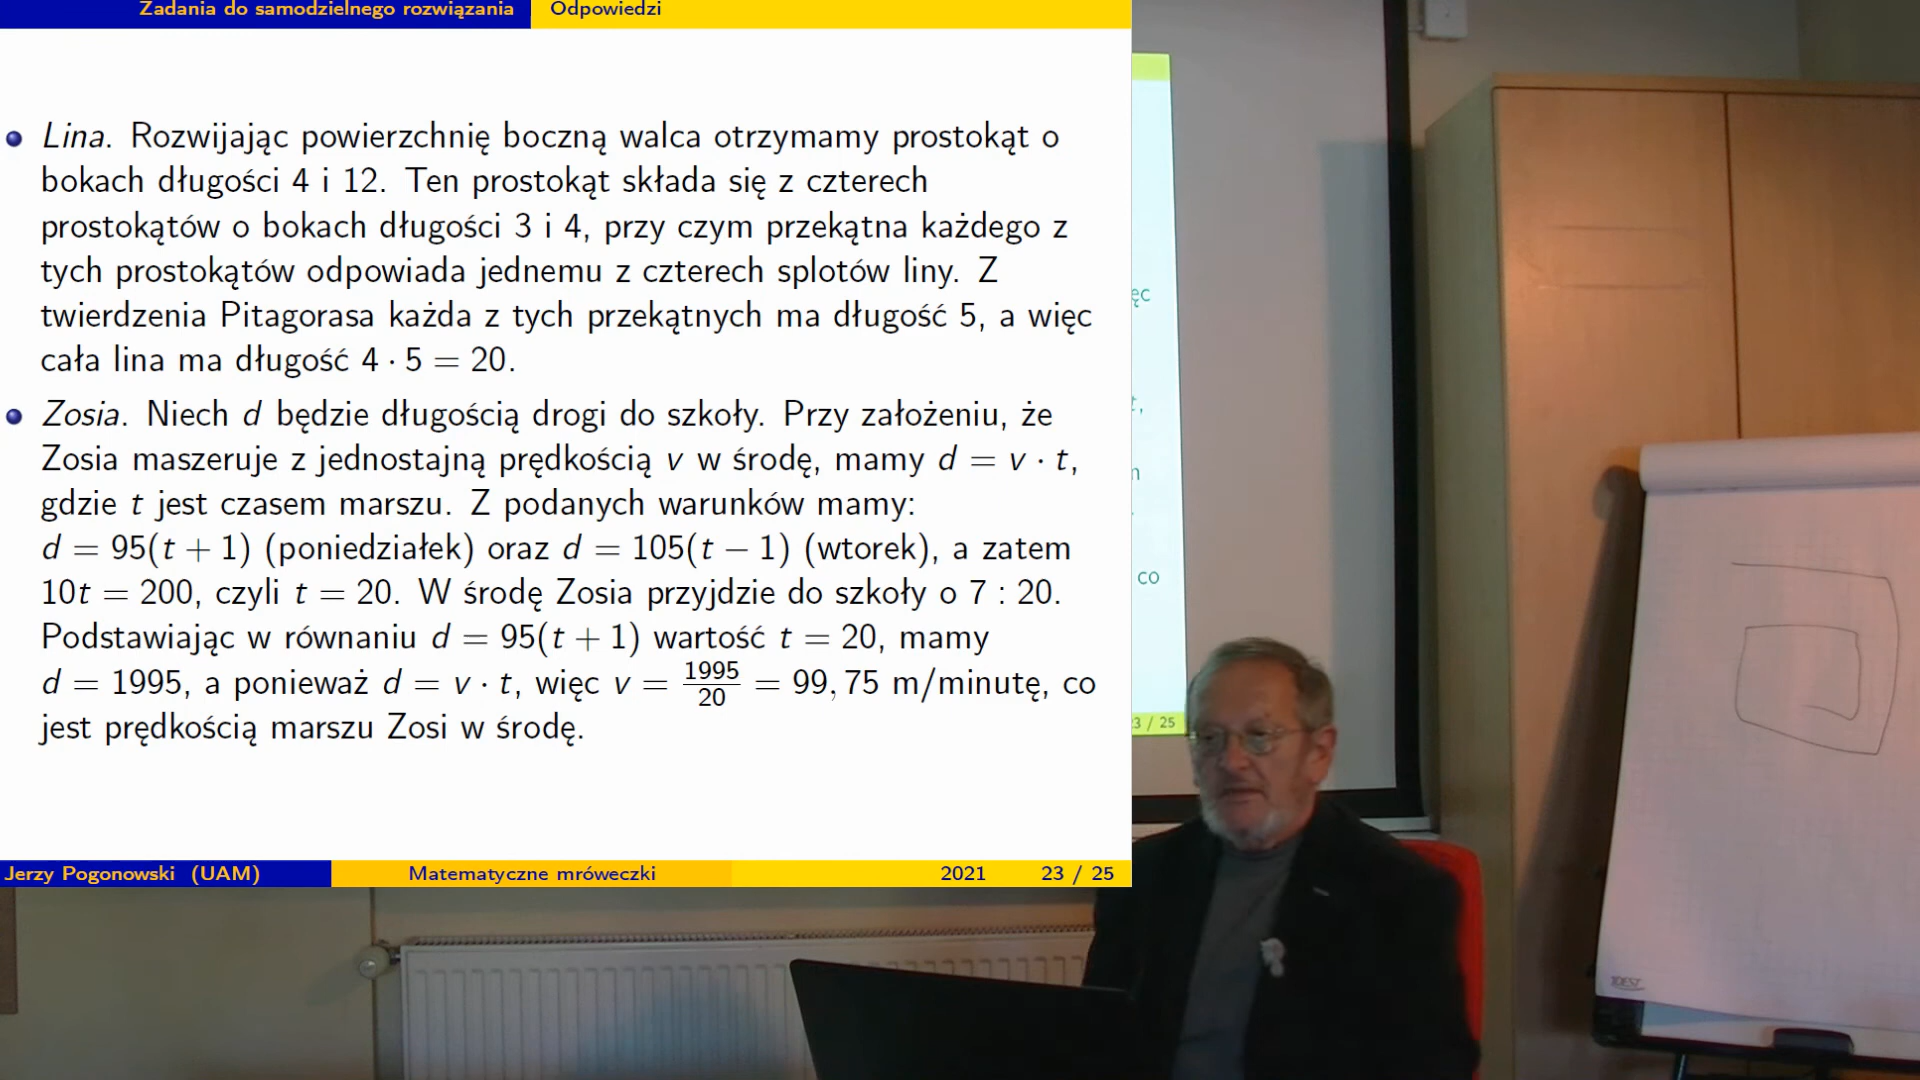 Zadania do samodzielnego rozwiązania Odpowiedzi
Lina. Rozwijając powierzchnię boczną walca otrzymamy prostokąt o
bokach długości 4 i 12. Ten prostokąt składa się z czterech
prostokątów o bokach długości 3 i 4, przy czym przekątna każdego z
tych prostokątów odpowiada jednemu z czterech splotów liny. Z
twierdzenia Pitagorasa każda z tych przekątnych ma długość 5, a więc
cała lina ma długość 4 · 5 = 20.
Zosia. Niech d będzie długością drogi do szkoły. Przy założeniu, że
Zosia maszeruje z jednostajną prędkością v w środę, mamy d = v · t,
gdzie t jest czasem marszu. Z podanych warunków mamy:
d = 95(t + 1) (poniedziałek) oraz d = 105(t − 1) (wtorek), a zatem
10t = 200, czyli t = 20. W środę Zosia przyjdzie do szkoły o 7 : 20.
Podstawiając w równaniu d = 95(t + 1) wartość t = 20, mamy
d = 1995, a ponieważ d = v · t, więc v = 1995/20 = 99, 75 m/minutę, co
jest prędkością marszu Zosi w środę.
Jerzy Pogonowski (UAM) Matematyczne mróweczki 2021 23 / 25
ęc
t,
co
3 / 25